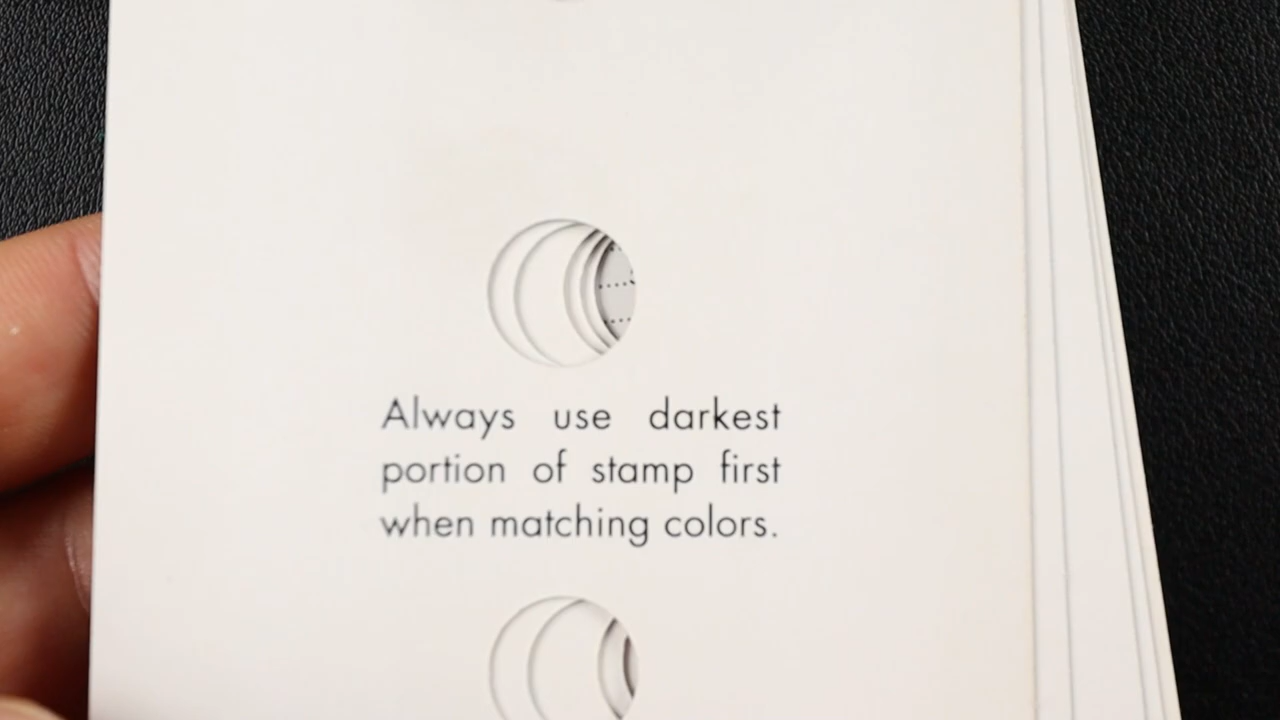 Always use darkest
portion of stamp first
when matching colors.